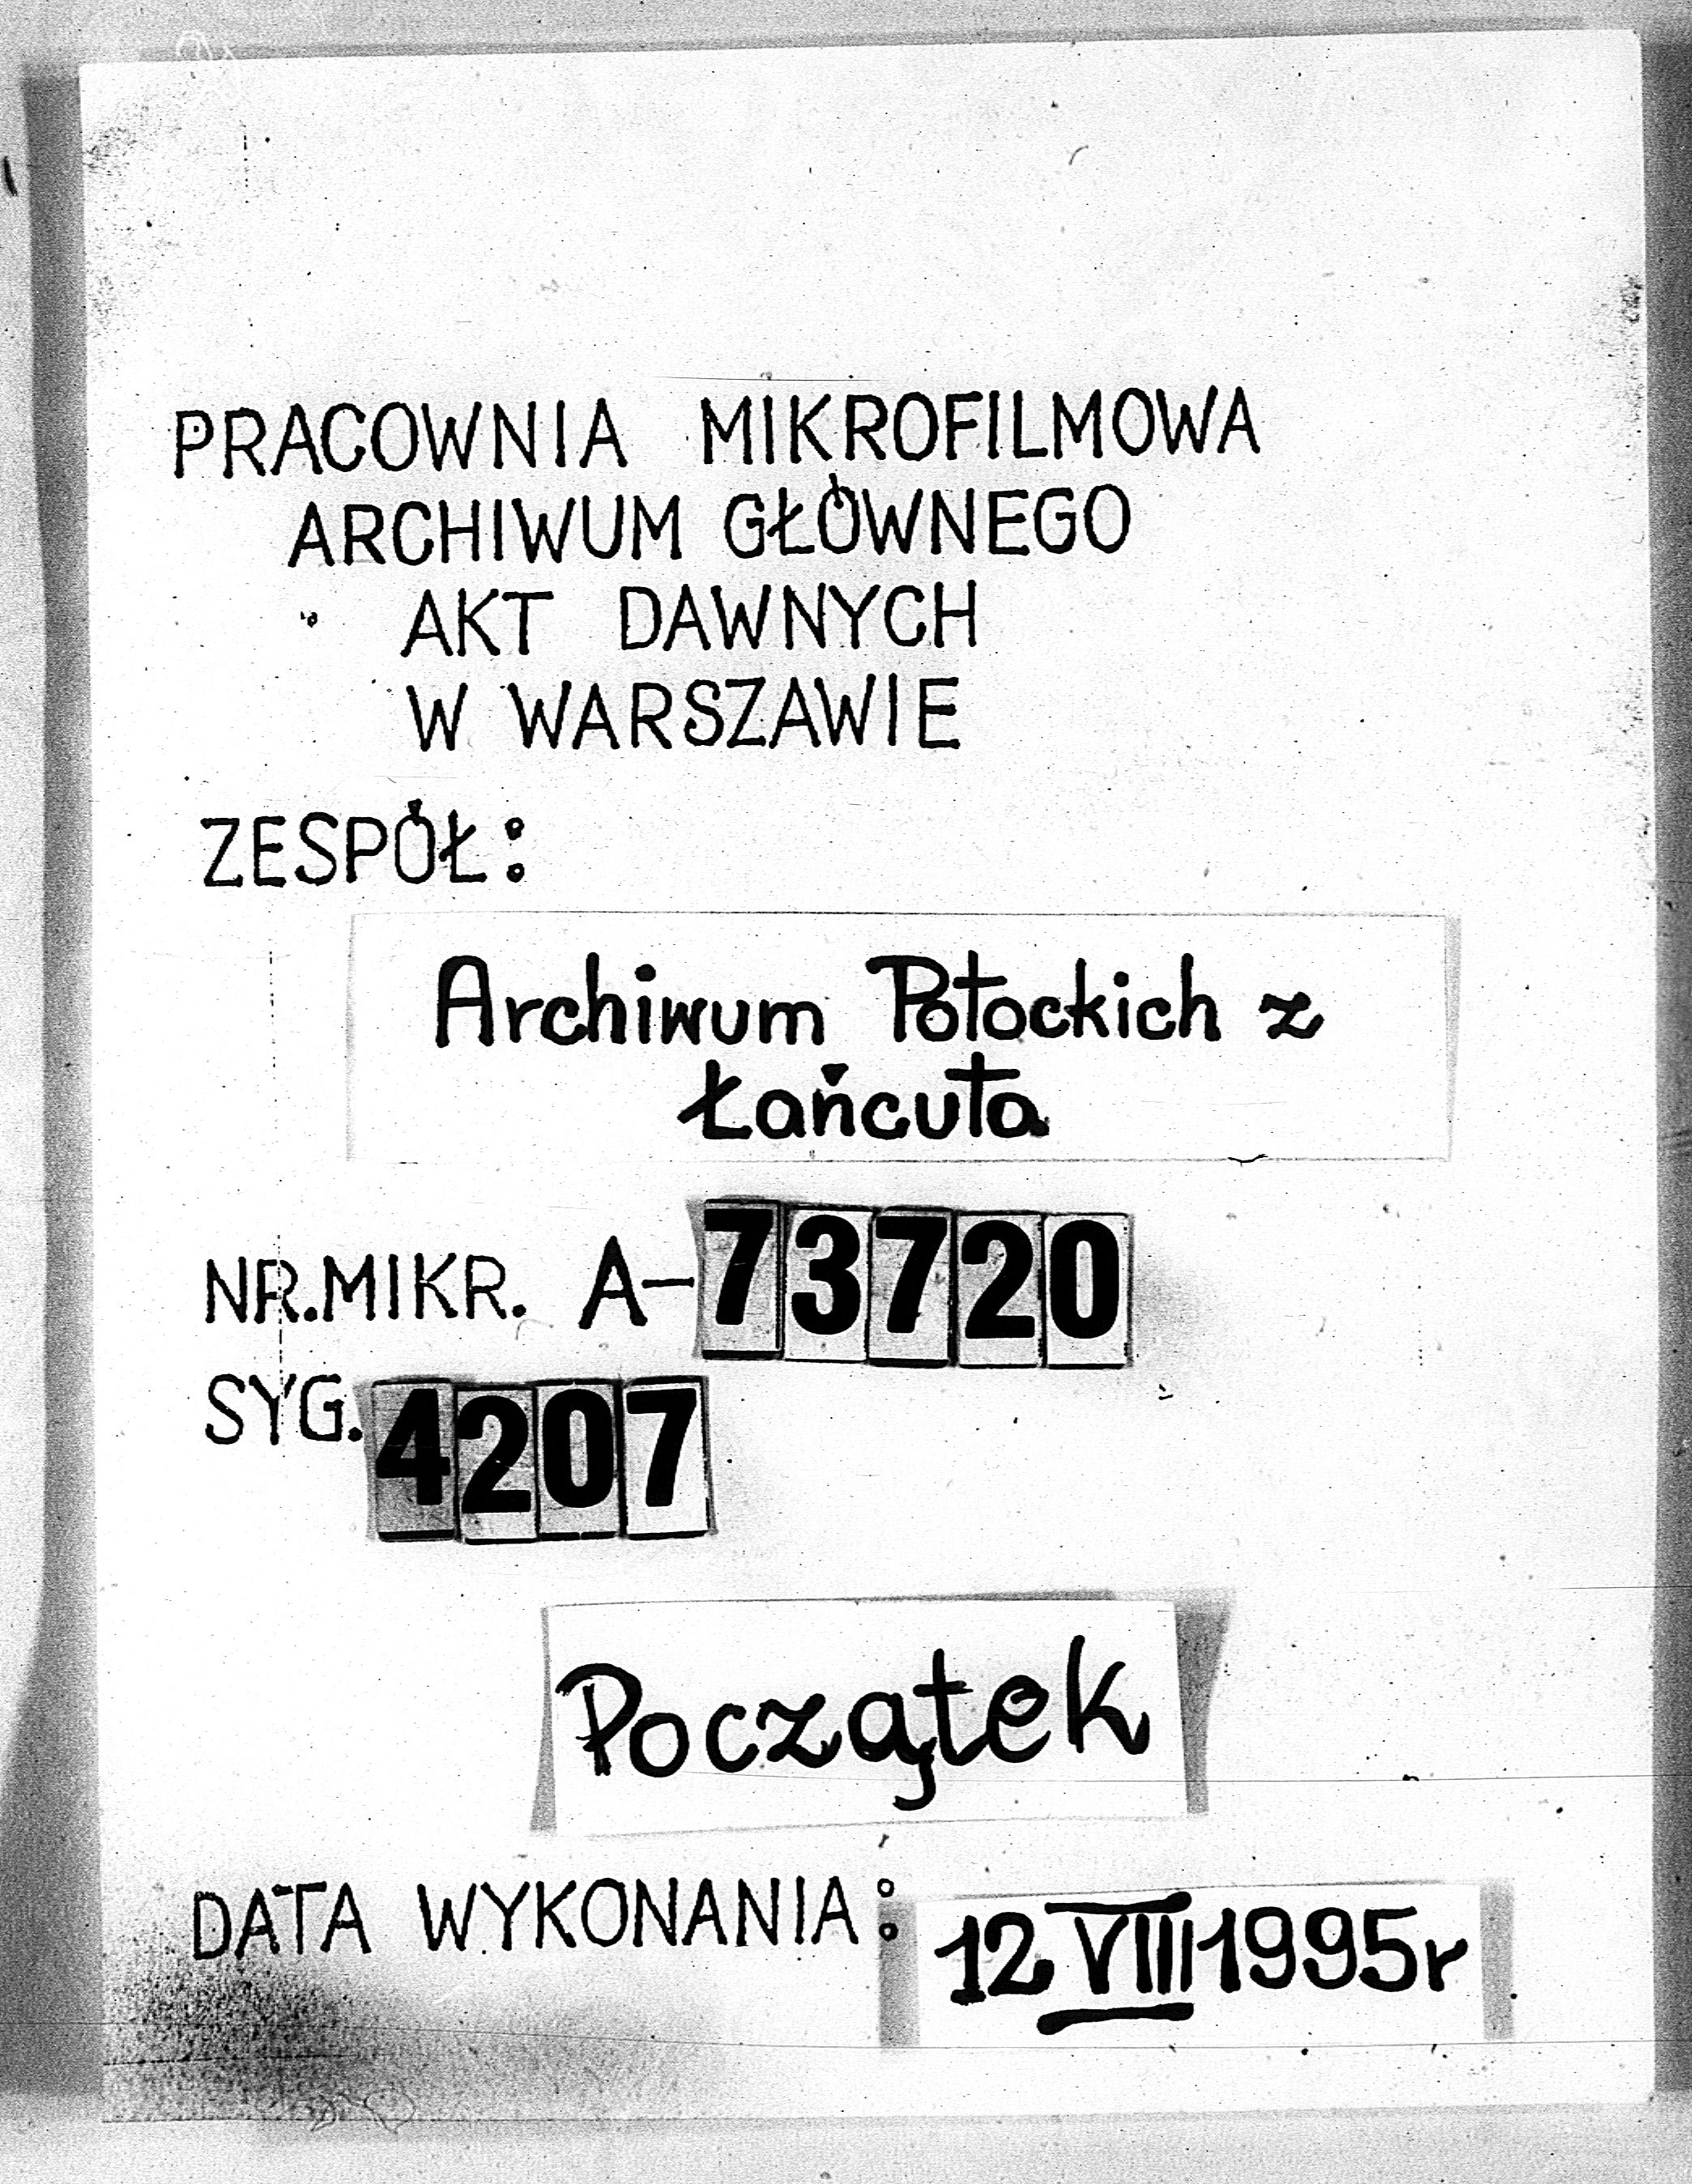 PRACOWNIA MIKROFILMOWA
ARCHIWUM GŁÓWNEGO
AKT DAWNYCH
W WARSZAWIE
ZESPÓŁ:
Archiwum Potockich z
Łańcuta
NR.MIKR. A-73720
SYG. 4207
Początek
DATA WYKONANIA: 12 VIII 1995r